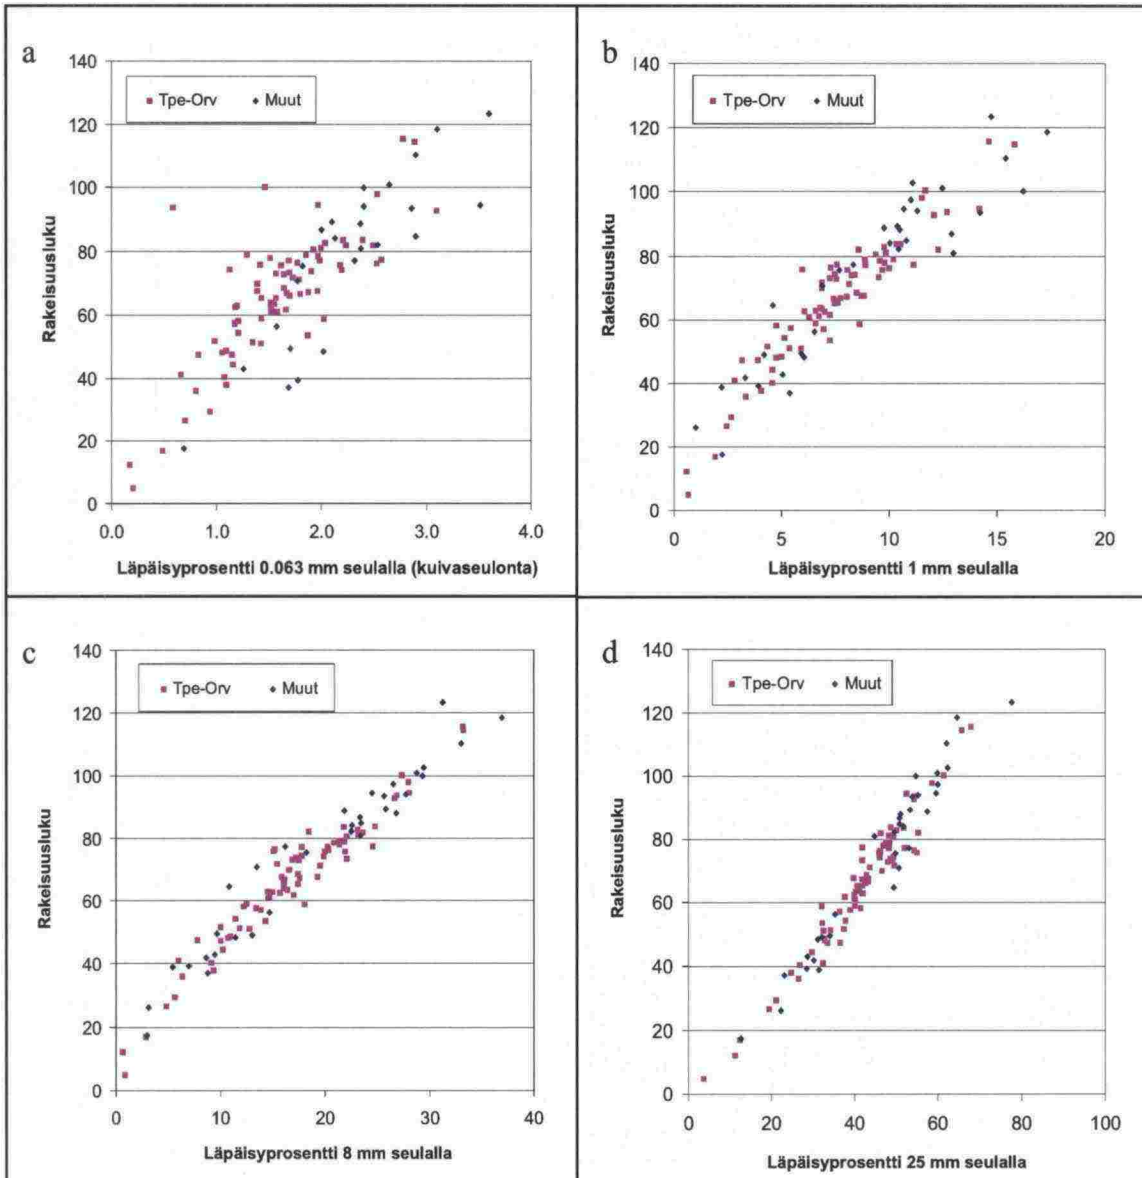 a
140
120
100
80
60
40
20
0
Rakeisuusluku
Tpe-Orv Muut
0.0 1.0 2.0 3.0 4.0
Läpäisyprosentti 0.063 mm seulalla (kuivaseulonta)
b
140
120
100
80
60
40
20
0
Rakeisuusluku
Tpe-Orv Muut
0 5 10 15 20
Läpäisyprosentti 1 mm seulalla
c
140
120
100
80
60
40
20
0
Rakeisuusluku
Tpe-Orv Muut
0 10 20 30 40
Läpäisyprosentti 8 mm seulalla
d
140
120
100
80
60
40
20
0
Rakeisuusluku
Tpe-Orv Muut
0 20 40 60 80 100
Läpäisyprosentti 25 mm seulalla